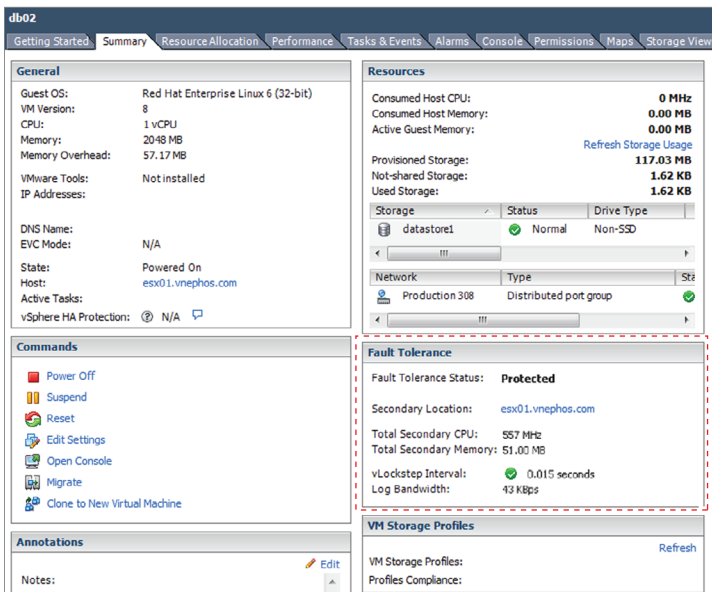 db02
Getting Started Summary Resource Allocation Performance Tasks & Events Alarms Console Permissions Maps Storage View
General
Guest OS: Red Hat Enterprise Linux 6 (32-bit)
VM Version: 8
CPU: 1 vCPU
Memory: 2048 MB
Memory Overhead: 57.17 MB
VMware Tools: Not installed
IP Addresses:
DNS Name:
EVC Mode: N/A
State: Powered On
Host: esx01.vnephos.com
Active Tasks:
vSphere HA Protection: N/A
Commands
Power Off
Suspend
Reset
Edit Settings
Open Console
Migrate
Clone to New Virtual Machine
Annotations
Edit
Notes:
Resources
Consumed Host CPU: 0 MHz
Consumed Host Memory: 0.00 MB
Active Guest Memory: 0.00 MB
Refresh Storage Usage
Provisioned Storage: 117.03 MB
Not-shared Storage: 1.62 KB
Used Storage: 1.62 KB
Storage Status Drive Type
datastore1 Normal Non-SSD
Network Type Sta
Production 308 Distributed port group
Fault Tolerance
Fault Tolerance Status: Protected
Secondary Location: esx01.vnephos.com
Total Secondary CPU: 557 MHz
Total Secondary Memory: 51.00 MB
vLockstep Interval: 0.015 seconds
Log Bandwidth: 43 KBps
VM Storage Profiles
Refresh
VM Storage Profiles:
Profiles Compliance: